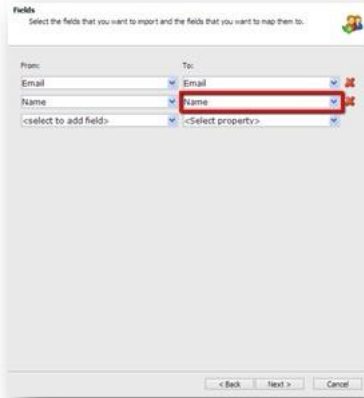 Fields
Select the fields that you want to import and the fields that you want to map them to.
From: To:
Email Email
Name Name
<select to add field> <Select property>
< Back Next > Cancel